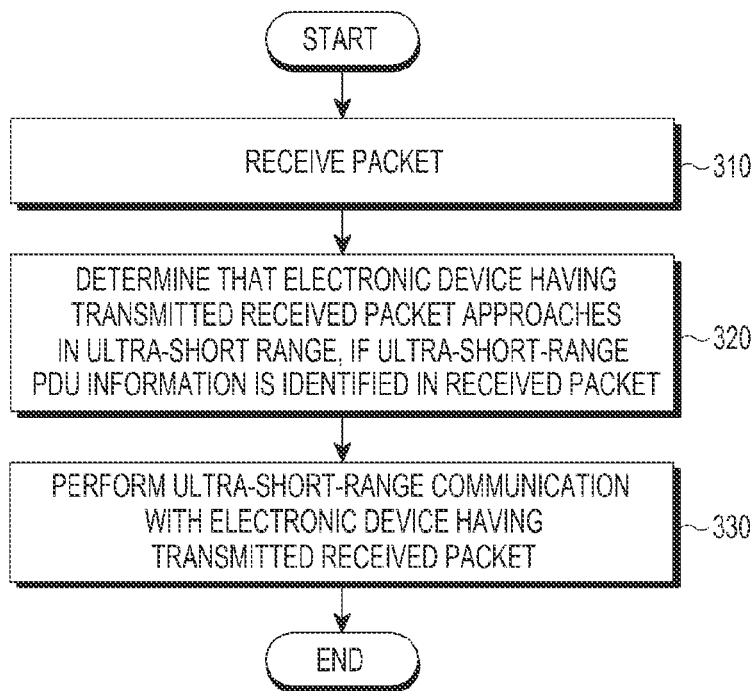 START
RECEIVE PACKET
310
DETERMINE THAT ELECTRONIC DEVICE HAVING
TRANSMITTED RECEIVED PACKET APPROACHES
IN ULTRA-SHORT RANGE, IF ULTRA-SHORT-RANGE
PDU INFORMATION IS IDENTIFIED IN RECEIVED PACKET
320
PERFORM ULTRA-SHORT-RANGE COMMUNICATION
WITH ELECTRONIC DEVICE HAVING
TRANSMITTED RECEIVED PACKET
330
END